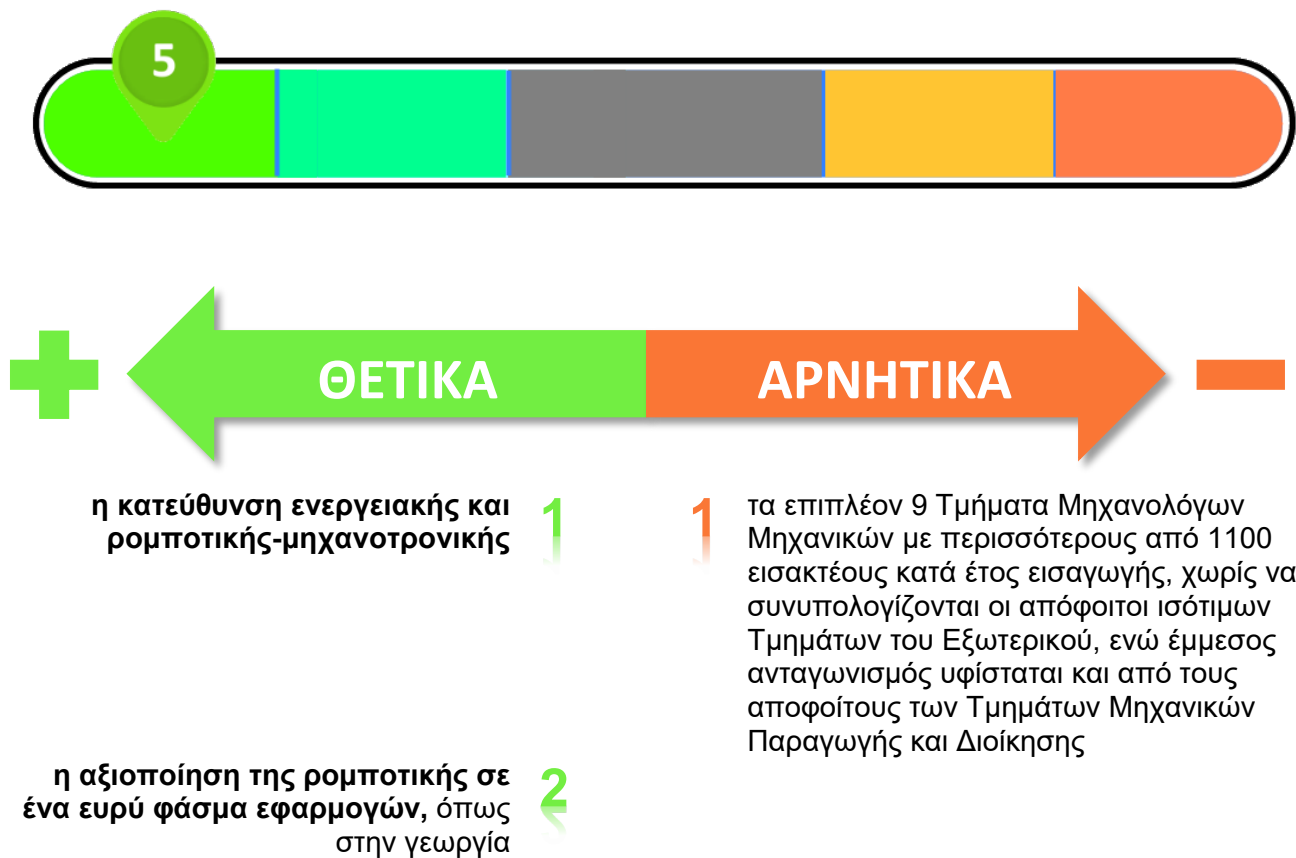 5
ΘΕΤΙΚΑ
ΑΡΝΗΤΙΚΑ
η κατεύθυνση ενεργειακής και
ρομποτικής-μηχανοτρονικής
1
1
τα επιπλέον 9 Τμήματα Μηχανολόγων
Μηχανικών με περισσότερους από 1100
εισακτέους κατά έτος εισαγωγής, χωρίς να
συνυπολογίζονται οι απόφοιτοι ισότιμων
Τμημάτων του Εξωτερικού, ενώ έμμεσος
ανταγωνισμός υφίσταται και από τους
αποφοίτους των Τμημάτων Μηχανικών
Παραγωγής και Διοίκησης
η αξιοποίηση της ρομποτικής σε
ένα ευρύ φάσμα εφαρμογών, όπως
στην γεωργία
2